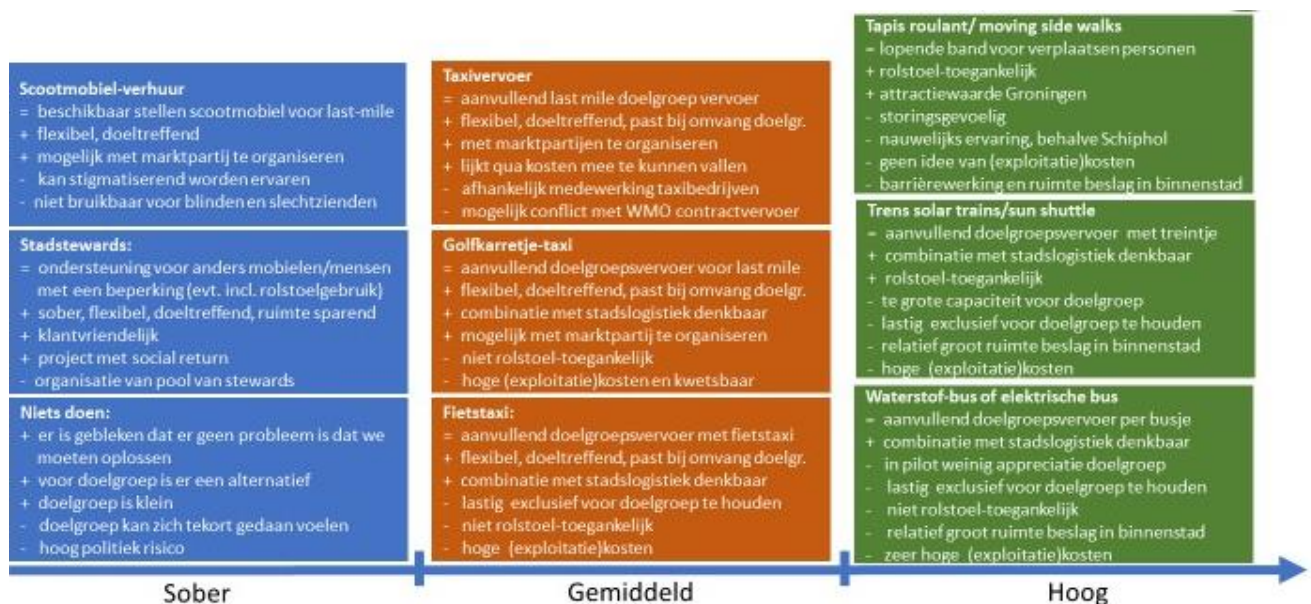 Scootmobiel-verhuur
= beschikbaar stellen scootmobiel voor last-mile
+ flexibel, doeltreffend
+ mogelijk met marktpartij te organiseren
- kan stigmatiserend worden ervaren
- niet bruikbaar voor blinden en slechtzienden
Stadstewards:
= ondersteuning voor anders mobielen/mensen
met een beperking (evt. incl. rolstoelgebruik)
+ sober, flexibel, doeltreffend, ruimte sparend
+ klantvriendelijk
+ project met social return
- organisatie van pool van stewards
Niets doen:
+ er is gebleken dat er geen probleem is dat we
moeten oplossen
+ voor doelgroep is er een alternatief
+ doelgroep is klein
- doelgroep kan zich tekort gedaan voelen
- hoog politiek risico
Taxivervoer
= aanvullend last mile doelgroep vervoer
+ flexibel, doeltreffend, past bij omvang doelgr.
+ met marktpartijen te organiseren
+ lijkt qua kosten mee te kunnen vallen
- afhankelijk medewerking taxibedrijven
- mogelijk conflict met WMO contractvervoer
Golfkarretje-taxi
= aanvullend doelgroepsvervoer voor last mile
+ flexibel, doeltreffend, past bij omvang doelgr.
+ combinatie met stadslogistiek denkbaar
+ mogelijk met marktpartij te organiseren
- niet rolstoel-toegankelijk
- hoge (exploitatie)kosten en kwetsbaar
Fietstaxi:
= aanvullend doelgroepsvervoer met fietstaxi
+ flexibel, doeltreffend, past bij omvang doelgr.
+ combinatie met stadslogistiek denkbaar
- lastig exclusief voor doelgroep te houden
- niet rolstoel-toegankelijk
- hoge (exploitatie)kosten
Tapis roulant/ moving side walks
= lopende band voor verplaatsen personen
+ rolstoel-toegankelijk
+ attractiewaarde Groningen
- storingsgevoelig
- nauwelijks ervaring, behalve Schiphol
- geen idee van (exploitatie)kosten
- barrièrewerking en ruimte beslag in binnenstad
Trens solar trains/sun shuttle
= aanvullend doelgroepsvervoer met treintje
+ combinatie met stadslogistiek denkbaar
+ rolstoel-toegankelijk
- te grote capaciteit voor doelgroep
- lastig exclusief voor doelgroep te houden
- relatief groot ruimte beslag in binnenstad
- hoge (exploitatie)kosten
Waterstof-bus of elektrische bus
= aanvullend doelgroepsvervoer per busje
+ combinatie met stadslogistiek denkbaar
- in pilot weinig appreciatie doelgroep
- lastig exclusief voor doelgroep te houden
- niet rolstoel-toegankelijk
- relatief groot ruimte beslag in binnenstad
- zeer hoge (exploitatie)kosten
Sober
Gemiddeld
Hoog